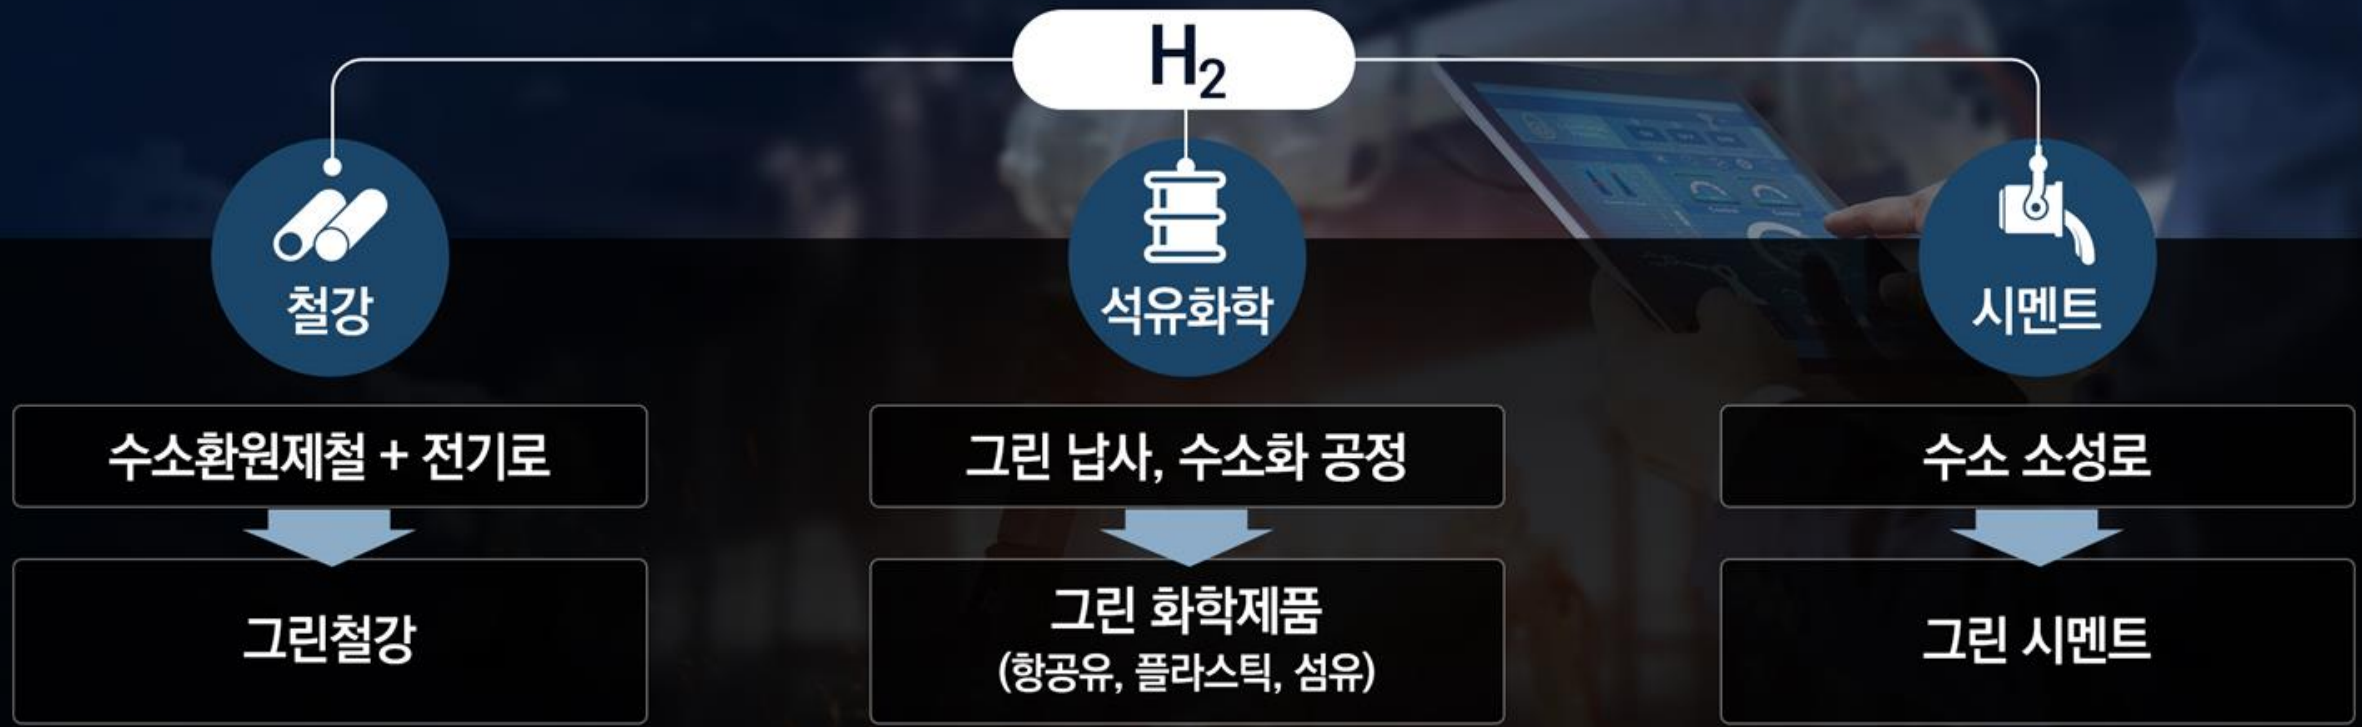 H₂
철강
석유화학
시멘트
수소환원제철 + 전기로
그린 납사, 수소화 공정
수소 소성로
그린철강
그린 화학제품
(항공유, 플라스틱, 섬유)
그린 시멘트